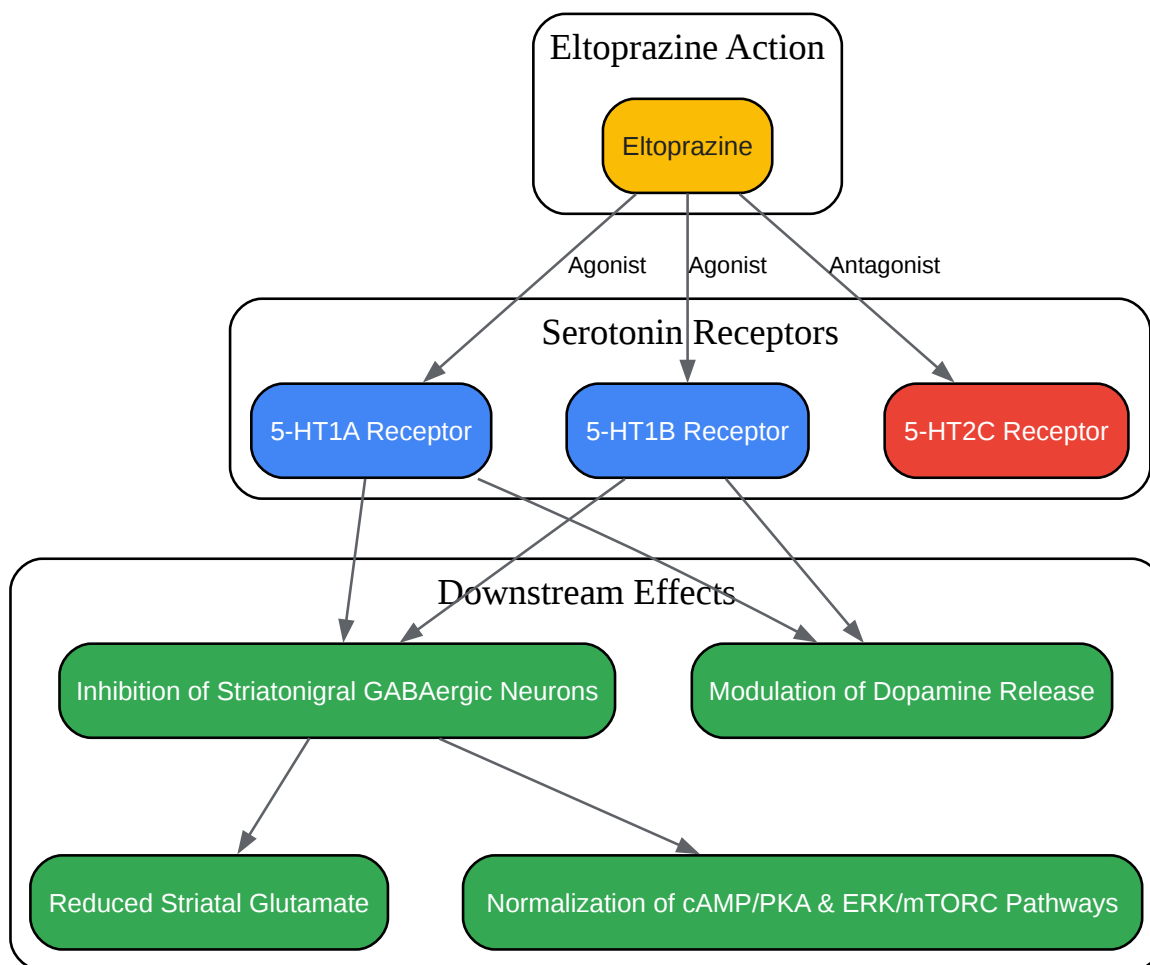 Eltoprazine Action
Eltoprazine
Agonist
Agonist
Antagonist
Serotonin Receptors
5-HT1A Receptor
5-HT1B Receptor
5-HT2C Receptor
Downstream Effects
Inhibition of Striatonigral GABAergic Neurons
Modulation of Dopamine Release
Reduced Striatal Glutamate
Normalization of cAMP/PKA & ERK/mTORC Pathways